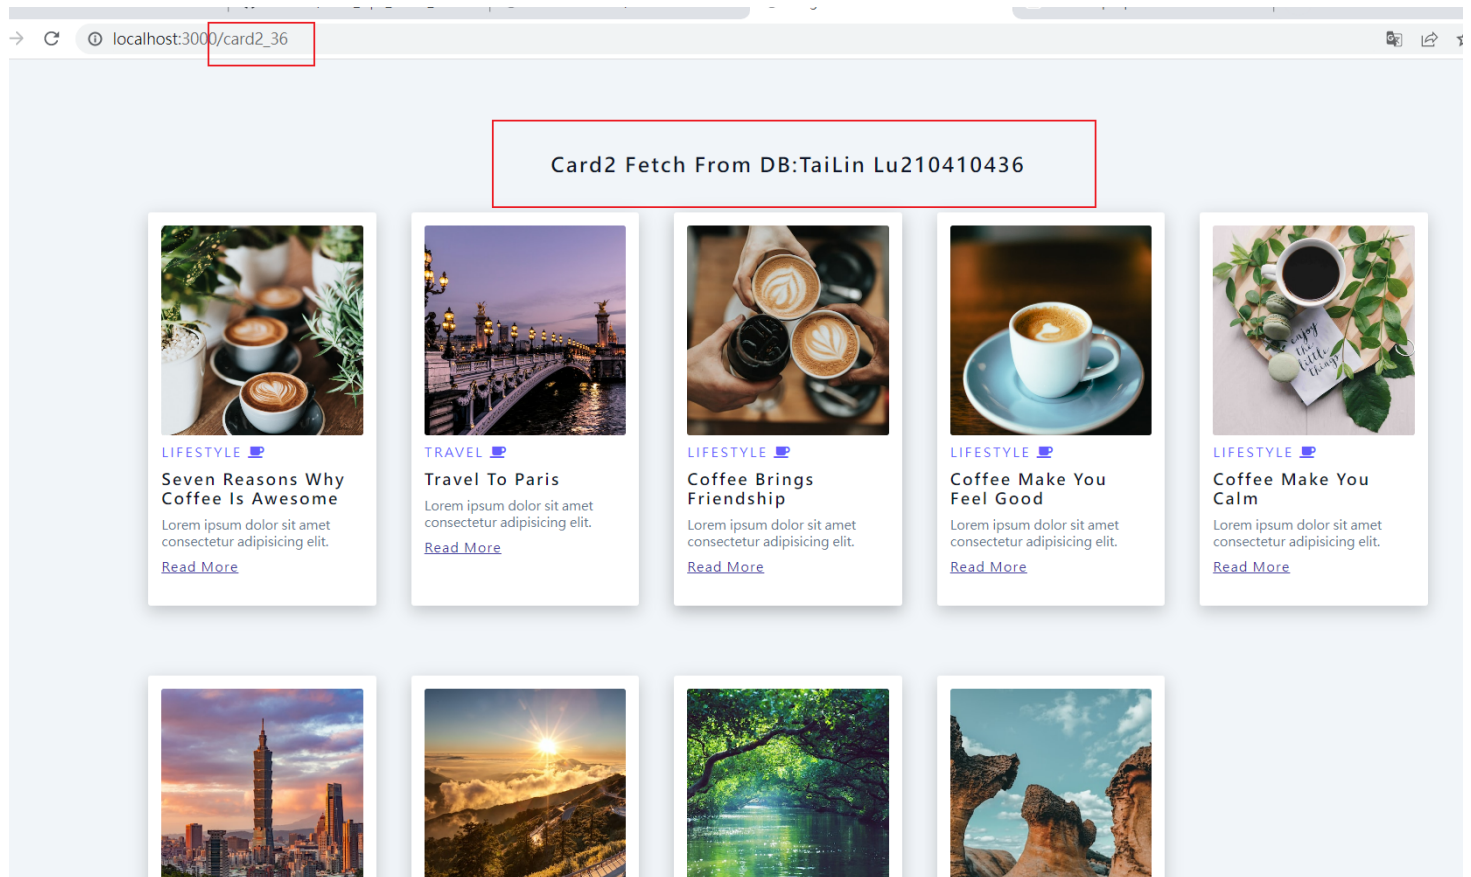 localhost:3000/card2_36
Card2 Fetch From DB:TaiLin Lu210410436
LIFESTYLE
Seven Reasons Why
Coffee Is Awesome
Lorem ipsum dolor sit amet
consectetur adipisicing elit.
Read More
TRAVEL
Travel To Paris
Lorem ipsum dolor sit amet
consectetur adipisicing elit.
Read More
LIFESTYLE
Coffee Brings
Friendship
Lorem ipsum dolor sit amet
consectetur adipisicing elit.
Read More
LIFESTYLE
Coffee Make You
Feel Good
Lorem ipsum dolor sit amet
consectetur adipisicing elit.
Read More
enjoy
the
little
things
LIFESTYLE
Coffee Make You
Calm
Lorem ipsum dolor sit amet
consectetur adipisicing elit.
Read More